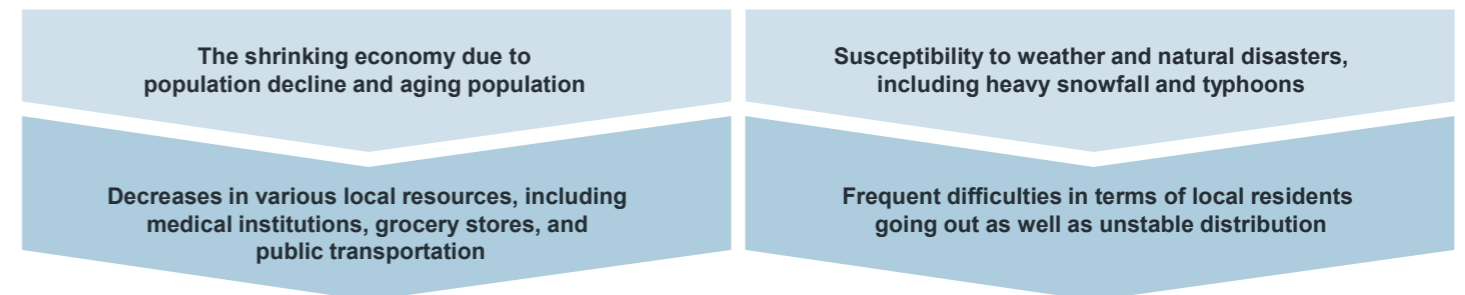 The shrinking economy due to
population decline and aging population
Susceptibility to weather and natural disasters,
including heavy snowfall and typhoons
Decreases in various local resources, including
medical institutions, grocery stores, and
public transportation
Frequent difficulties in terms of local residents
going out as well as unstable distribution